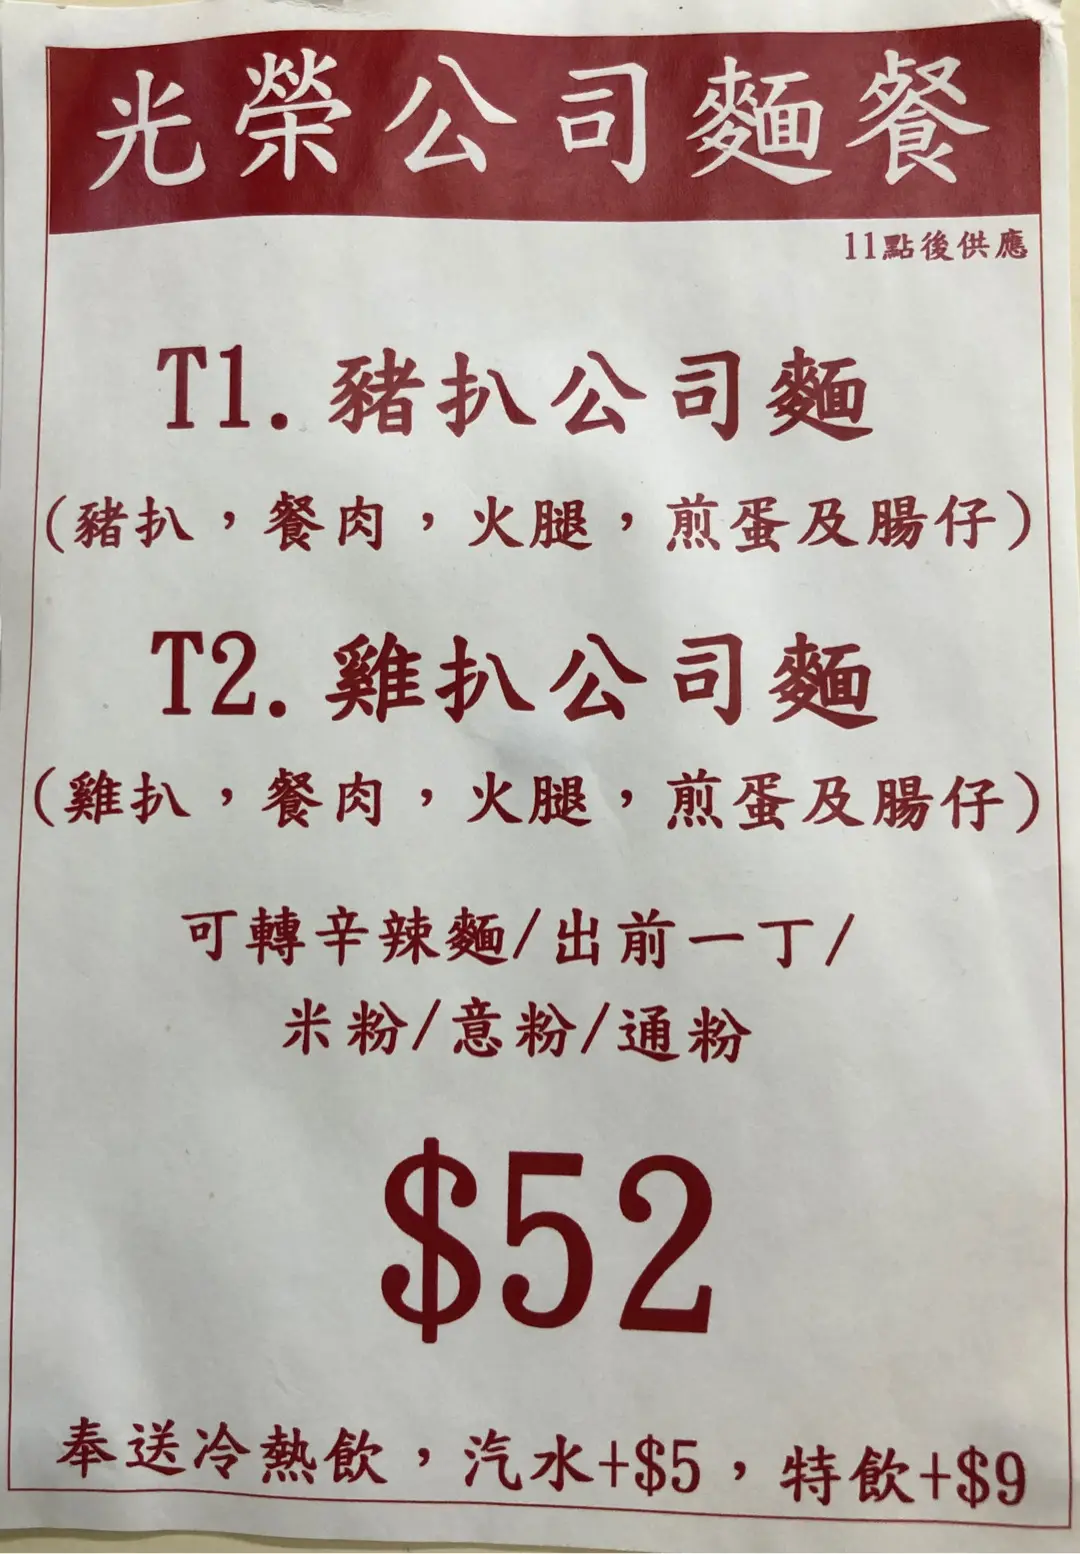 光榮公司麵餐
11點後供應
T1.豬扒公司麵
(豬扒，餐肉，火腿，煎蛋及腸仔)
T2.雞扒公司麵
(雞扒，餐肉，火腿，煎蛋及腸仔)
可轉辛辣麵/出前一丁/
米粉/意粉/通粉
$52
奉送冷熱飲，汽水+$5，特飲+$9